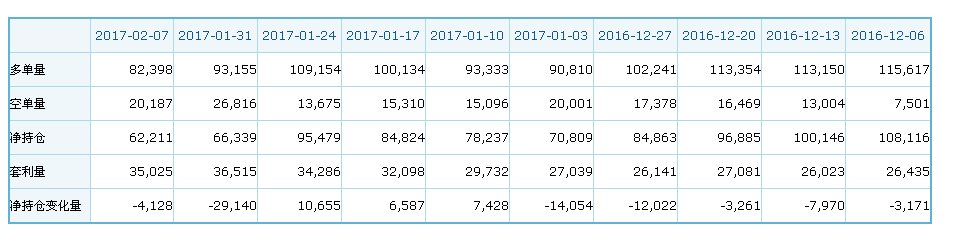 2017-02-07 2017-01-31 2017-01-24 2017-01-17 2017-01-10 2017-01-03 2016-12-27 2016-12-20 2016-12-13 2016-12-06
多单量 82,398 93,155 109,154 100,134 93,333 90,810 102,241 113,354 113,150 115,617
空单量 20,187 26,816 13,675 15,310 15,096 20,001 17,378 16,469 13,004 7,501
净持仓 62,211 66,339 95,479 84,824 78,237 70,809 84,863 96,885 100,146 108,116
套利量 35,025 36,515 34,286 32,098 29,732 27,039 26,141 27,081 26,023 26,435
净持仓变化量 -4,128 -29,140 10,655 6,587 7,428 -14,054 -12,022 -3,261 -7,970 -3,171